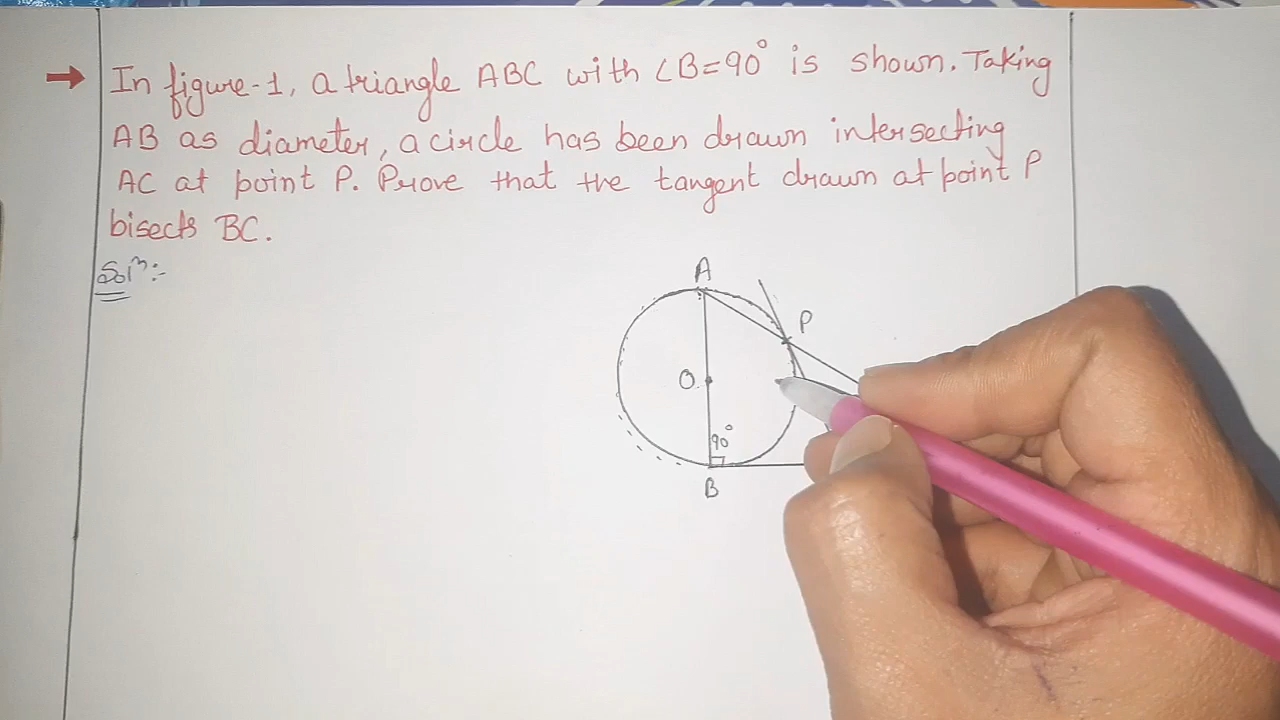 In figure-1, a triangle ABC with ∠B=90° is shown. Taking
AB as diameter, a circle has been drawn intersecting
AC at point P. Prove that the tangent drawn at point P
bisects BC.
Solⁿ:-
A
P
O
90°
B